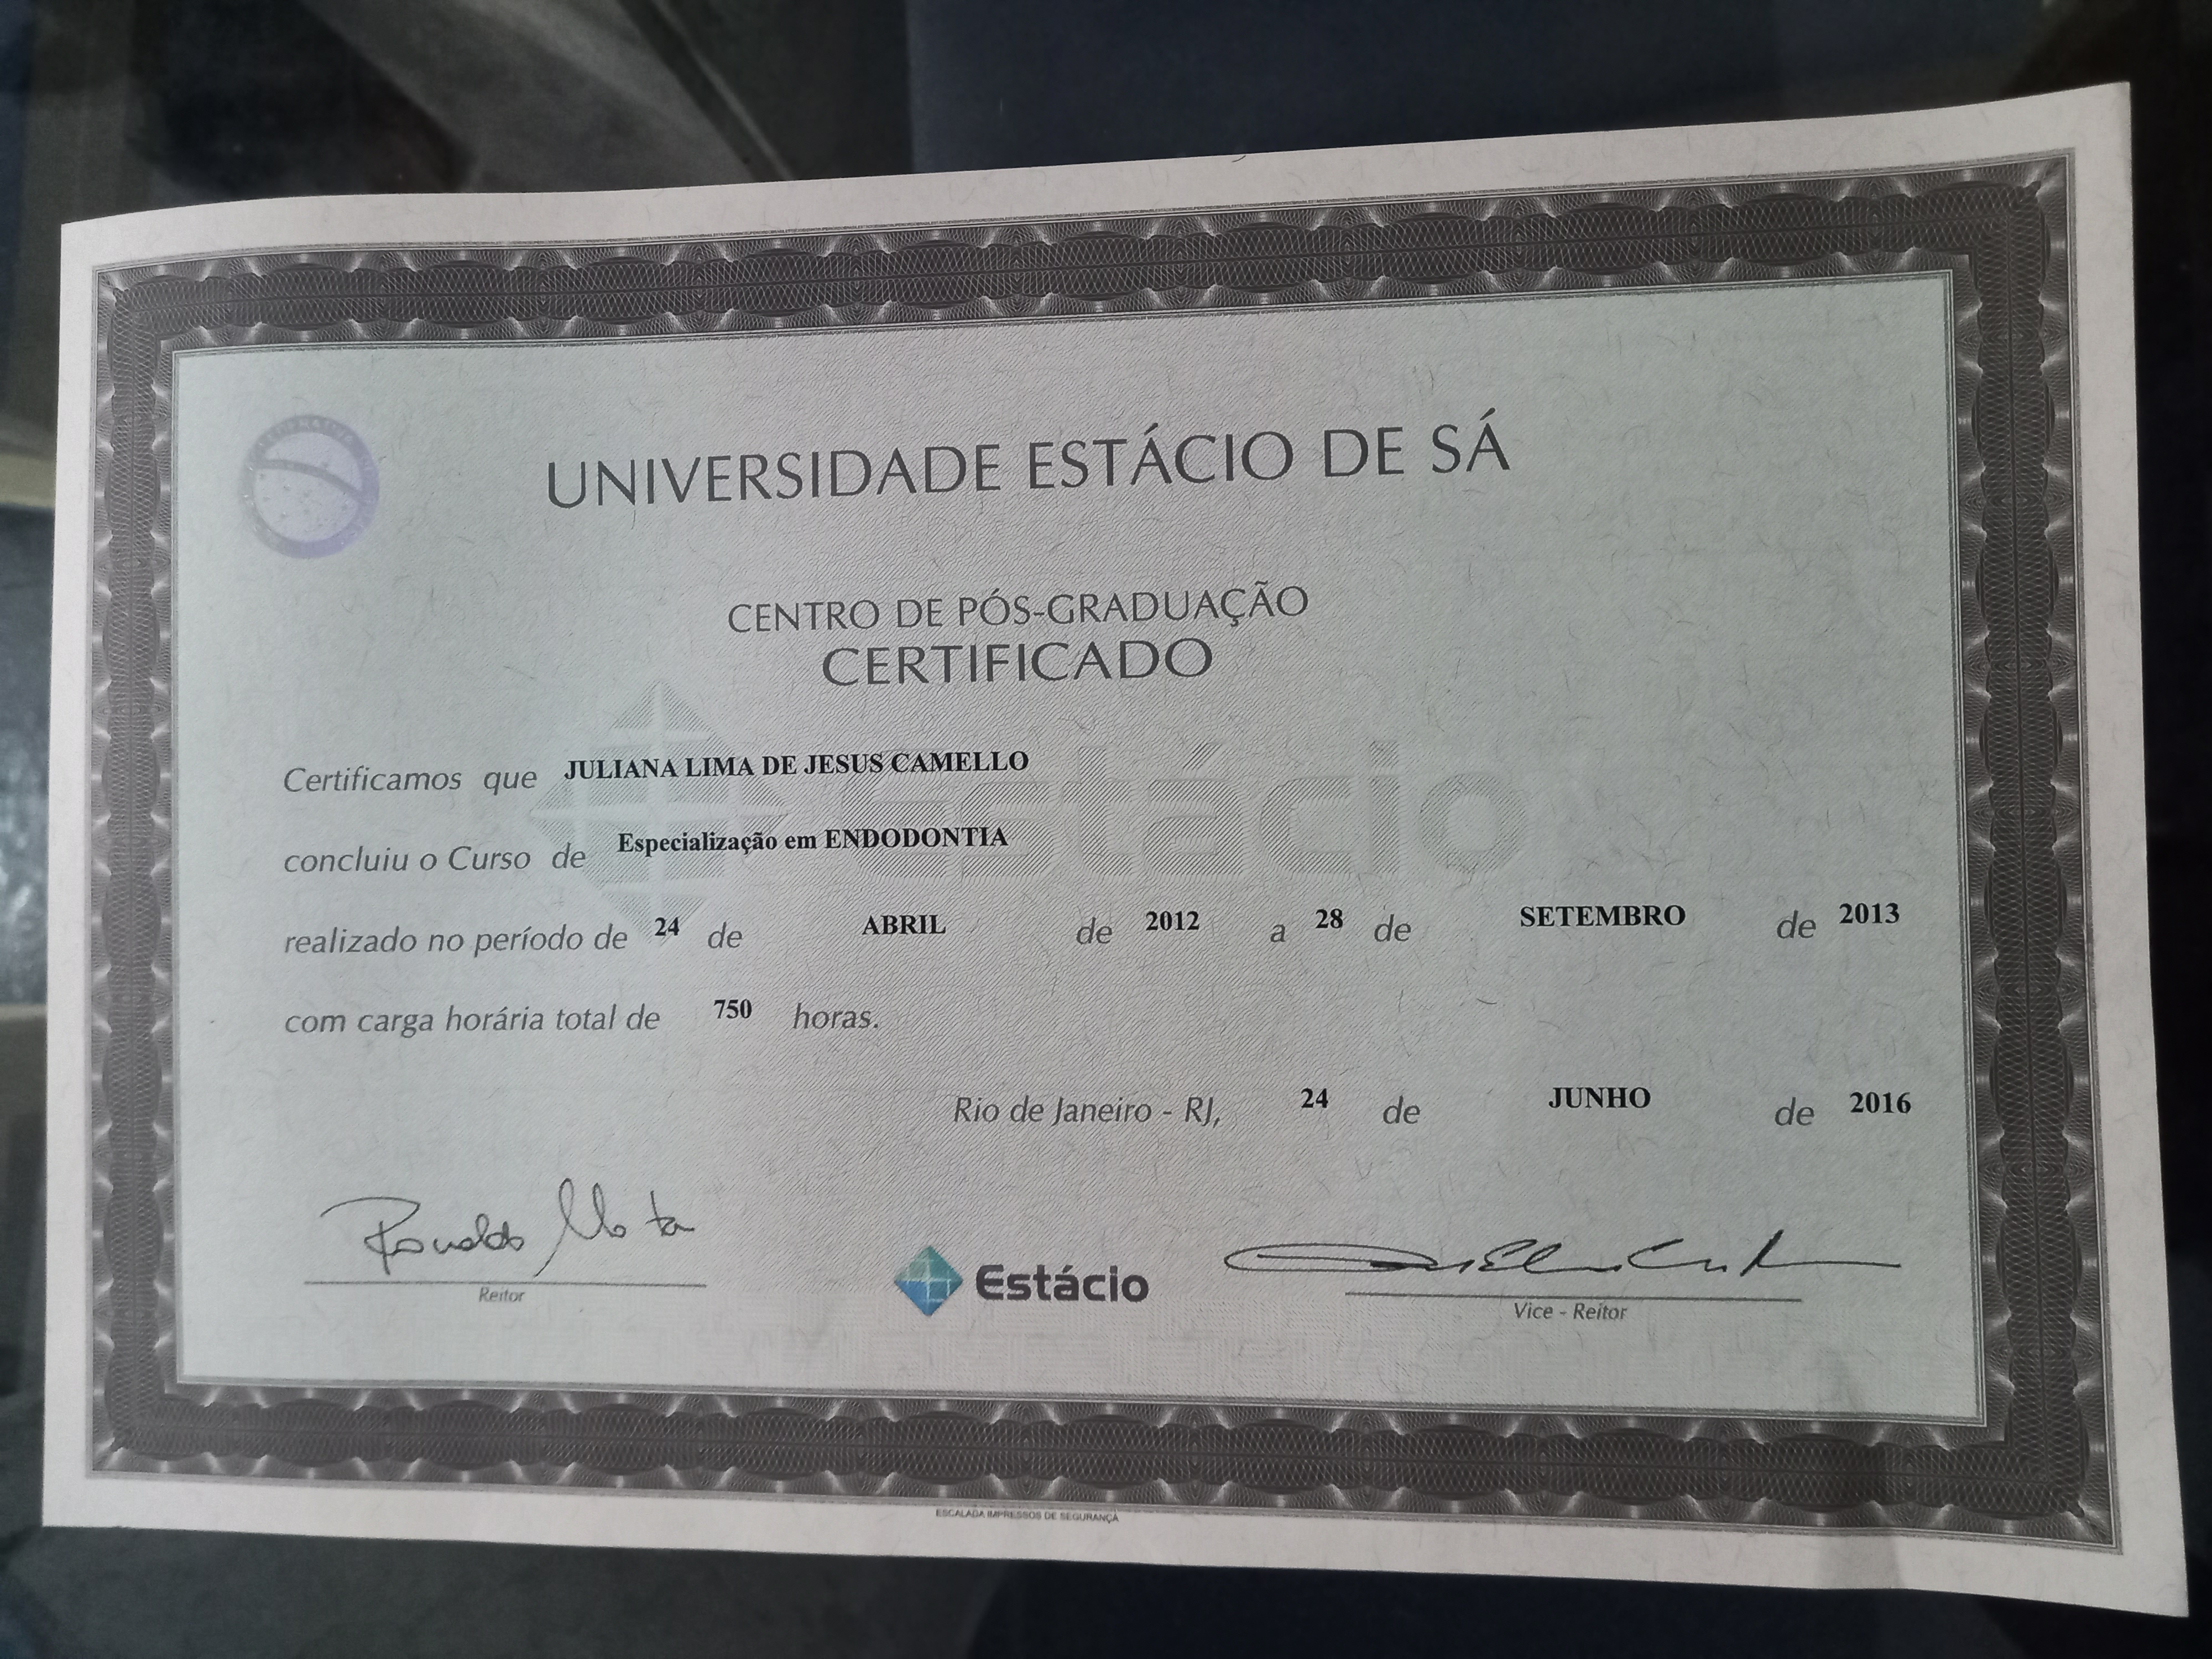 UNIVERSIDADE ESTÁCIO DE SÁ
CENTRO DE PÓS-GRADUAÇÃO
CERTIFICADO
Certificamos que JULIANA LIMA DE JESUS CAMELLO
concluiu o Curso de Especialização em ENDODONTIA
realizado no período de 24 de ABRIL de 2012 a 28 de SETEMBRO de 2013
com carga horária total de 750 horas.
Rio de Janeiro - RJ, 24 de JUNHO de 2016
Ronaldo Mota
Reitor
Estácio
Vice - Reitor
ESCALADA IMPRESSOS DE SEGURANÇA
estácio